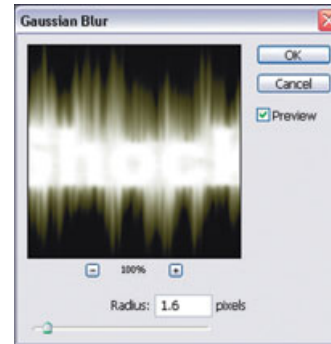 Gaussian Blur
OK
Cancel
Preview
Shock
100%
Radius: 1.6 pixels